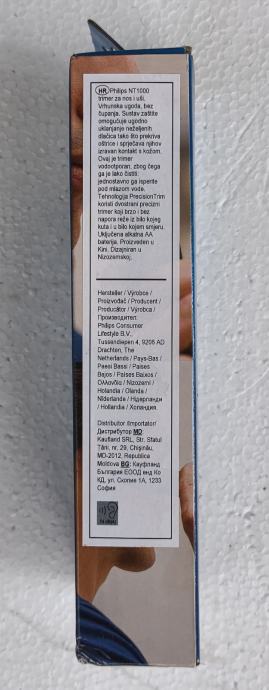 HR Philips NT1000
trimer za nos i uši.
Vrhunska ugoda, bez
čupanja. Sustav zaštite
omogućuje ugodno
uklanjanje neželjenih
dlačica tako što prekriva
oštrice i sprječava njihov
izravan kontakt s kožom.
Ovaj je trimer
vodootporan, zbog čega
ga je lako čistiti:
jednostavno ga isperite
pod mlazom vode.
Tehnologija PrecisionTrim
koristi dvostrani precizni
trimer koji brzo i bez
napora reže iz bilo kojeg
kuta i u bilo kojem smjeru.
Uključena alkalna AA
baterija. Proizveden u
Kini. Dizajniran u
Nizozemskoj.
Hersteller / Výrobce /
Proizvođač / Producent /
Producător / Výrobca /
Производител:
Philips Consumer
Lifestyle B.V.,
Tussendiepen 4, 9206 AD
Drachten, The
Netherlands / Pays-Bas /
Paesi Bassi / Países
Bajos / Países Baixos /
Ολλανδία / Nizozemí /
Holandia / Olanda /
Nīderlande / Нідерланди
/ Hollandia / Холандия.
Distributor /Importator/
Дистрибутор MD:
Kaufland SRL, Str. Sfatul
Țării, nr. 29, Chișinău,
MD-2012, Republica
Moldova BG: Кауфланд
България ЕООД енд Ко
КД, ул. Скопие 1А, 1233
София